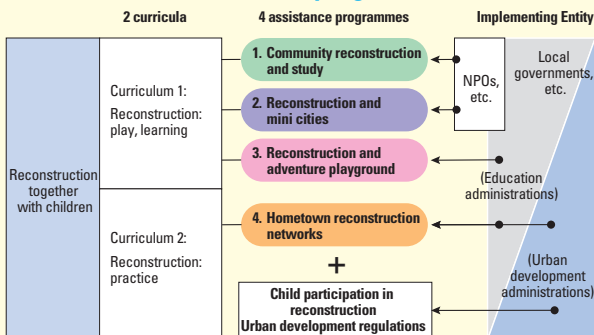 2 curricula
4 assistance programmes
Implementing Entity
Reconstruction
together
with children
Curriculum 1:
Reconstruction:
play, learning
Curriculum 2:
Reconstruction:
practice
1. Community reconstruction
and study
2. Reconstruction and
mini cities
3. Reconstruction and
adventure playground
4. Hometown reconstruction
networks
+
Child participation in
reconstruction
Urban development regulations
NPOs,
etc.
Local
governments,
etc.
(Education
administrations)
(Urban
development
administrations)